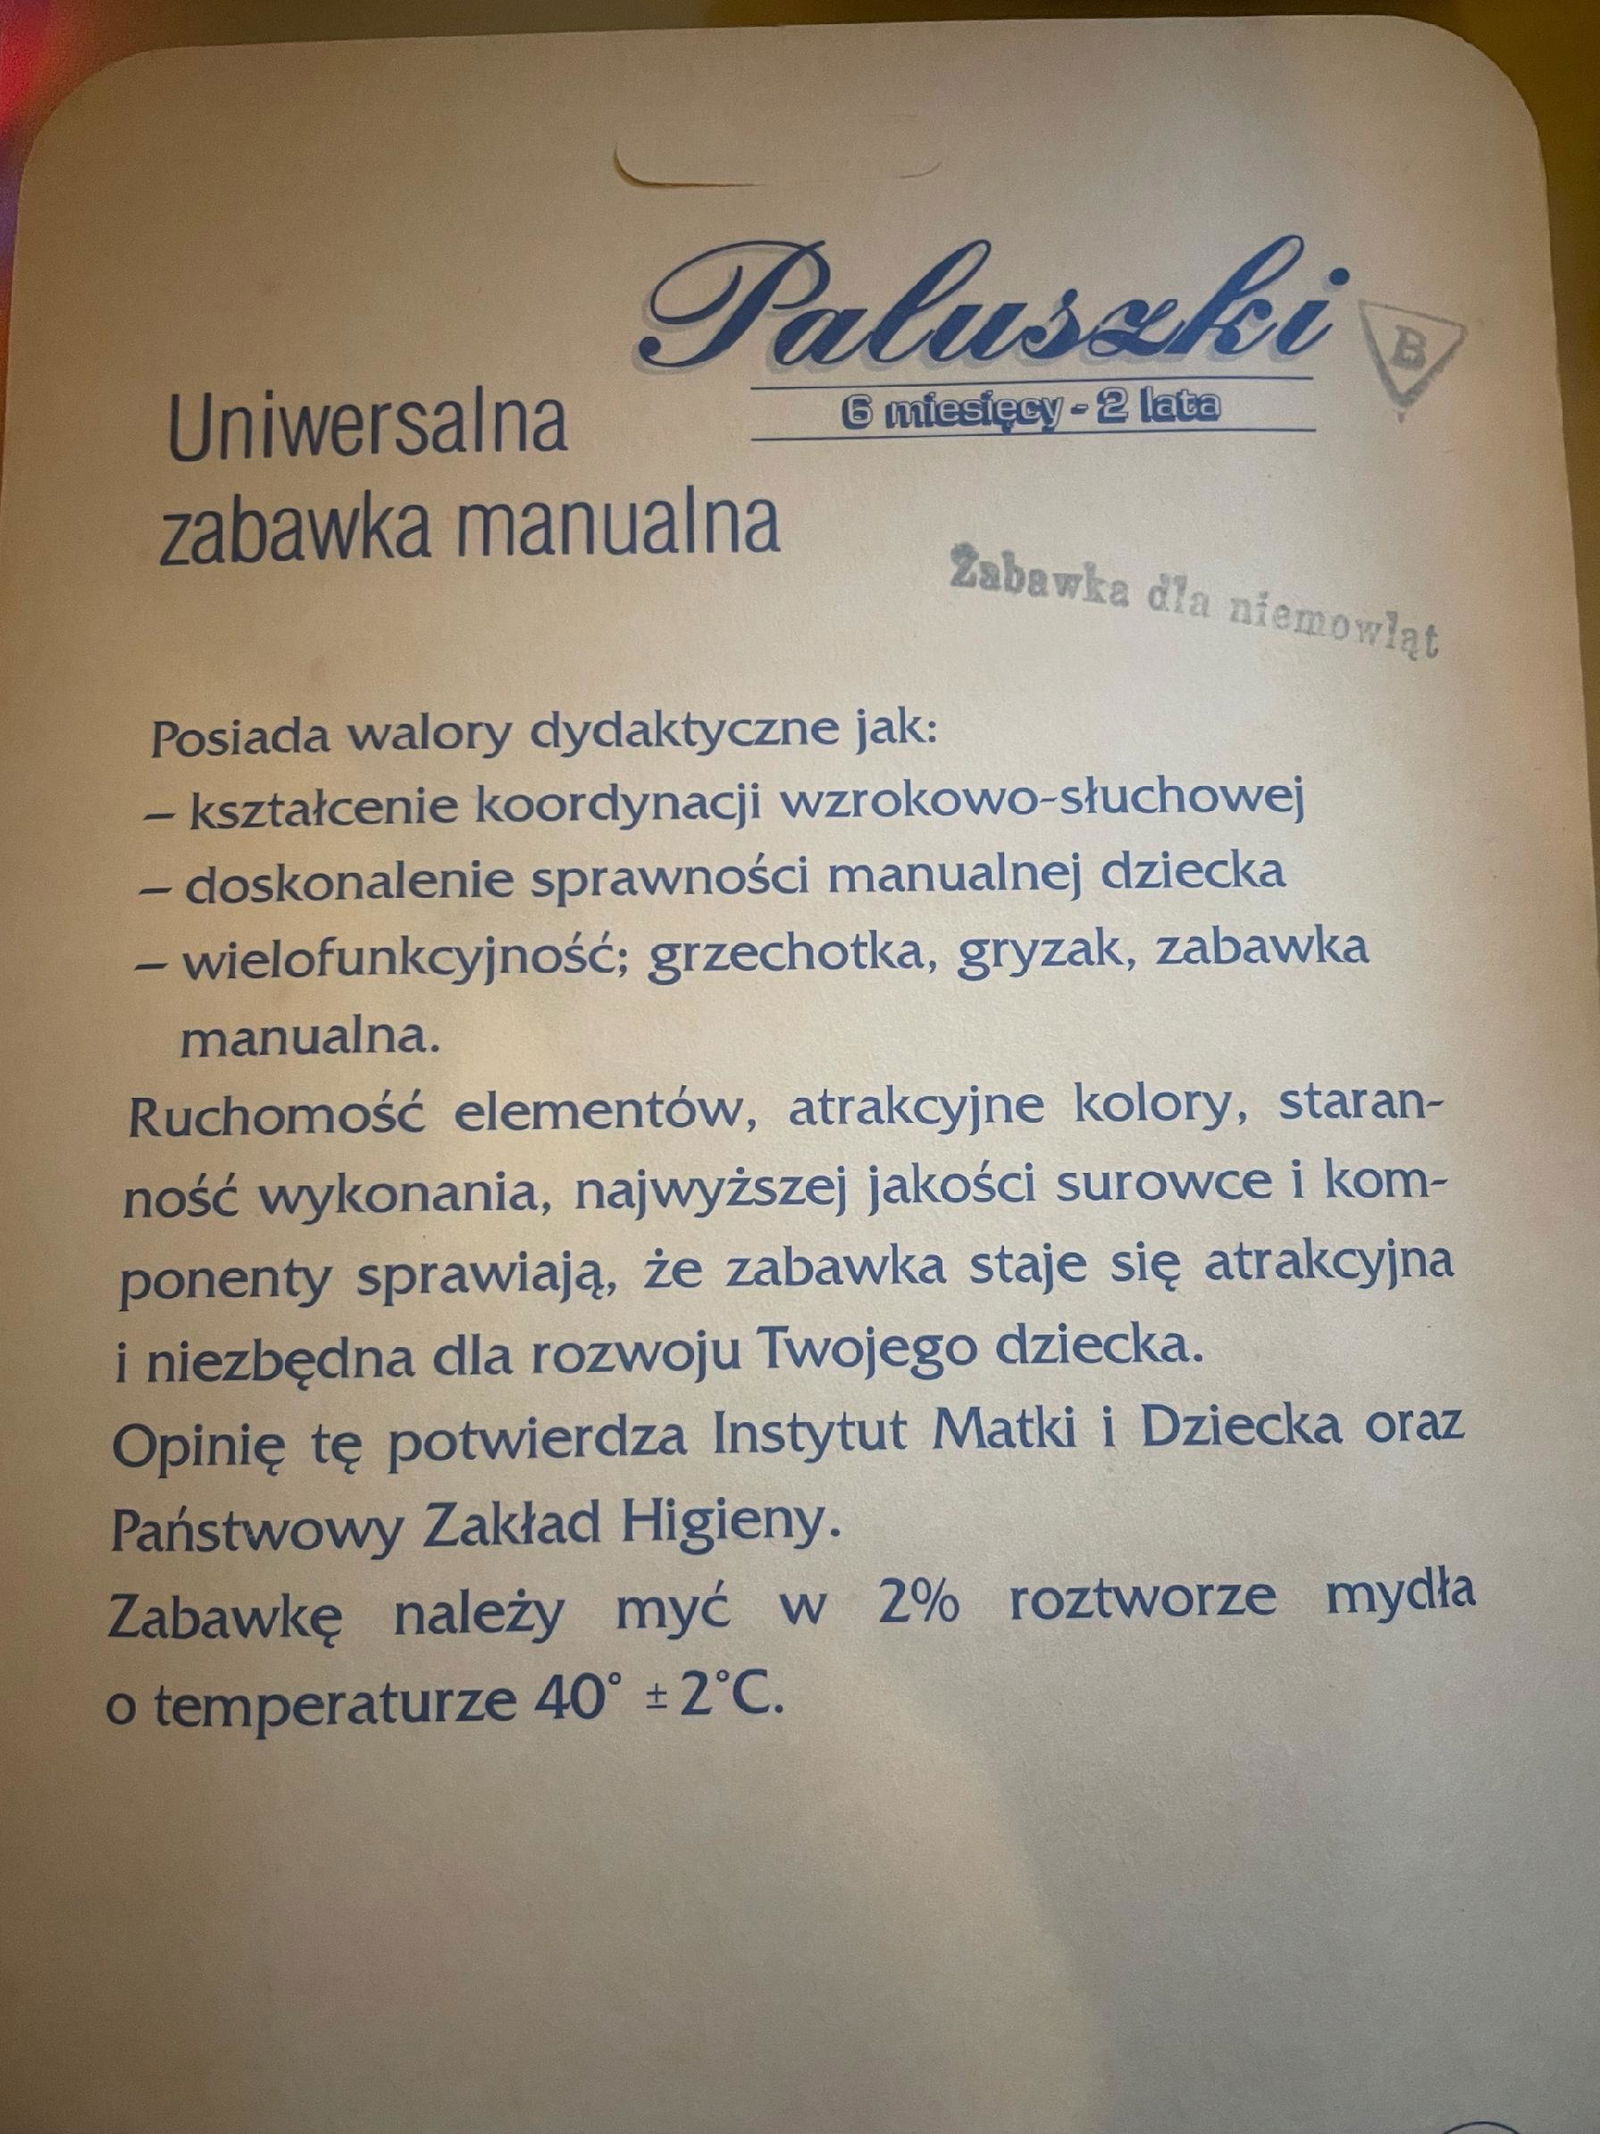 Paluszki
B
6 miesięcy - 2 lata
Uniwersalna
zabawka manualna
Zabawka dla niemowląt
Posiada walory dydaktyczne jak:
– kształcenie koordynacji wzrokowo-słuchowej
– doskonalenie sprawności manualnej dziecka
– wielofunkcyjność; grzechotka, gryzak, zabawka
manualna.
Ruchomość elementów, atrakcyjne kolory, staran-
ność wykonania, najwyższej jakości surowce i kom-
ponenty sprawiają, że zabawka staje się atrakcyjna
i niezbędna dla rozwoju Twojego dziecka.
Opinię tę potwierdza Instytut Matki i Dziecka oraz
Państwowy Zakład Higieny.
Zabawkę należy myć w 2% roztworze mydła
o temperaturze 40° ± 2°C.